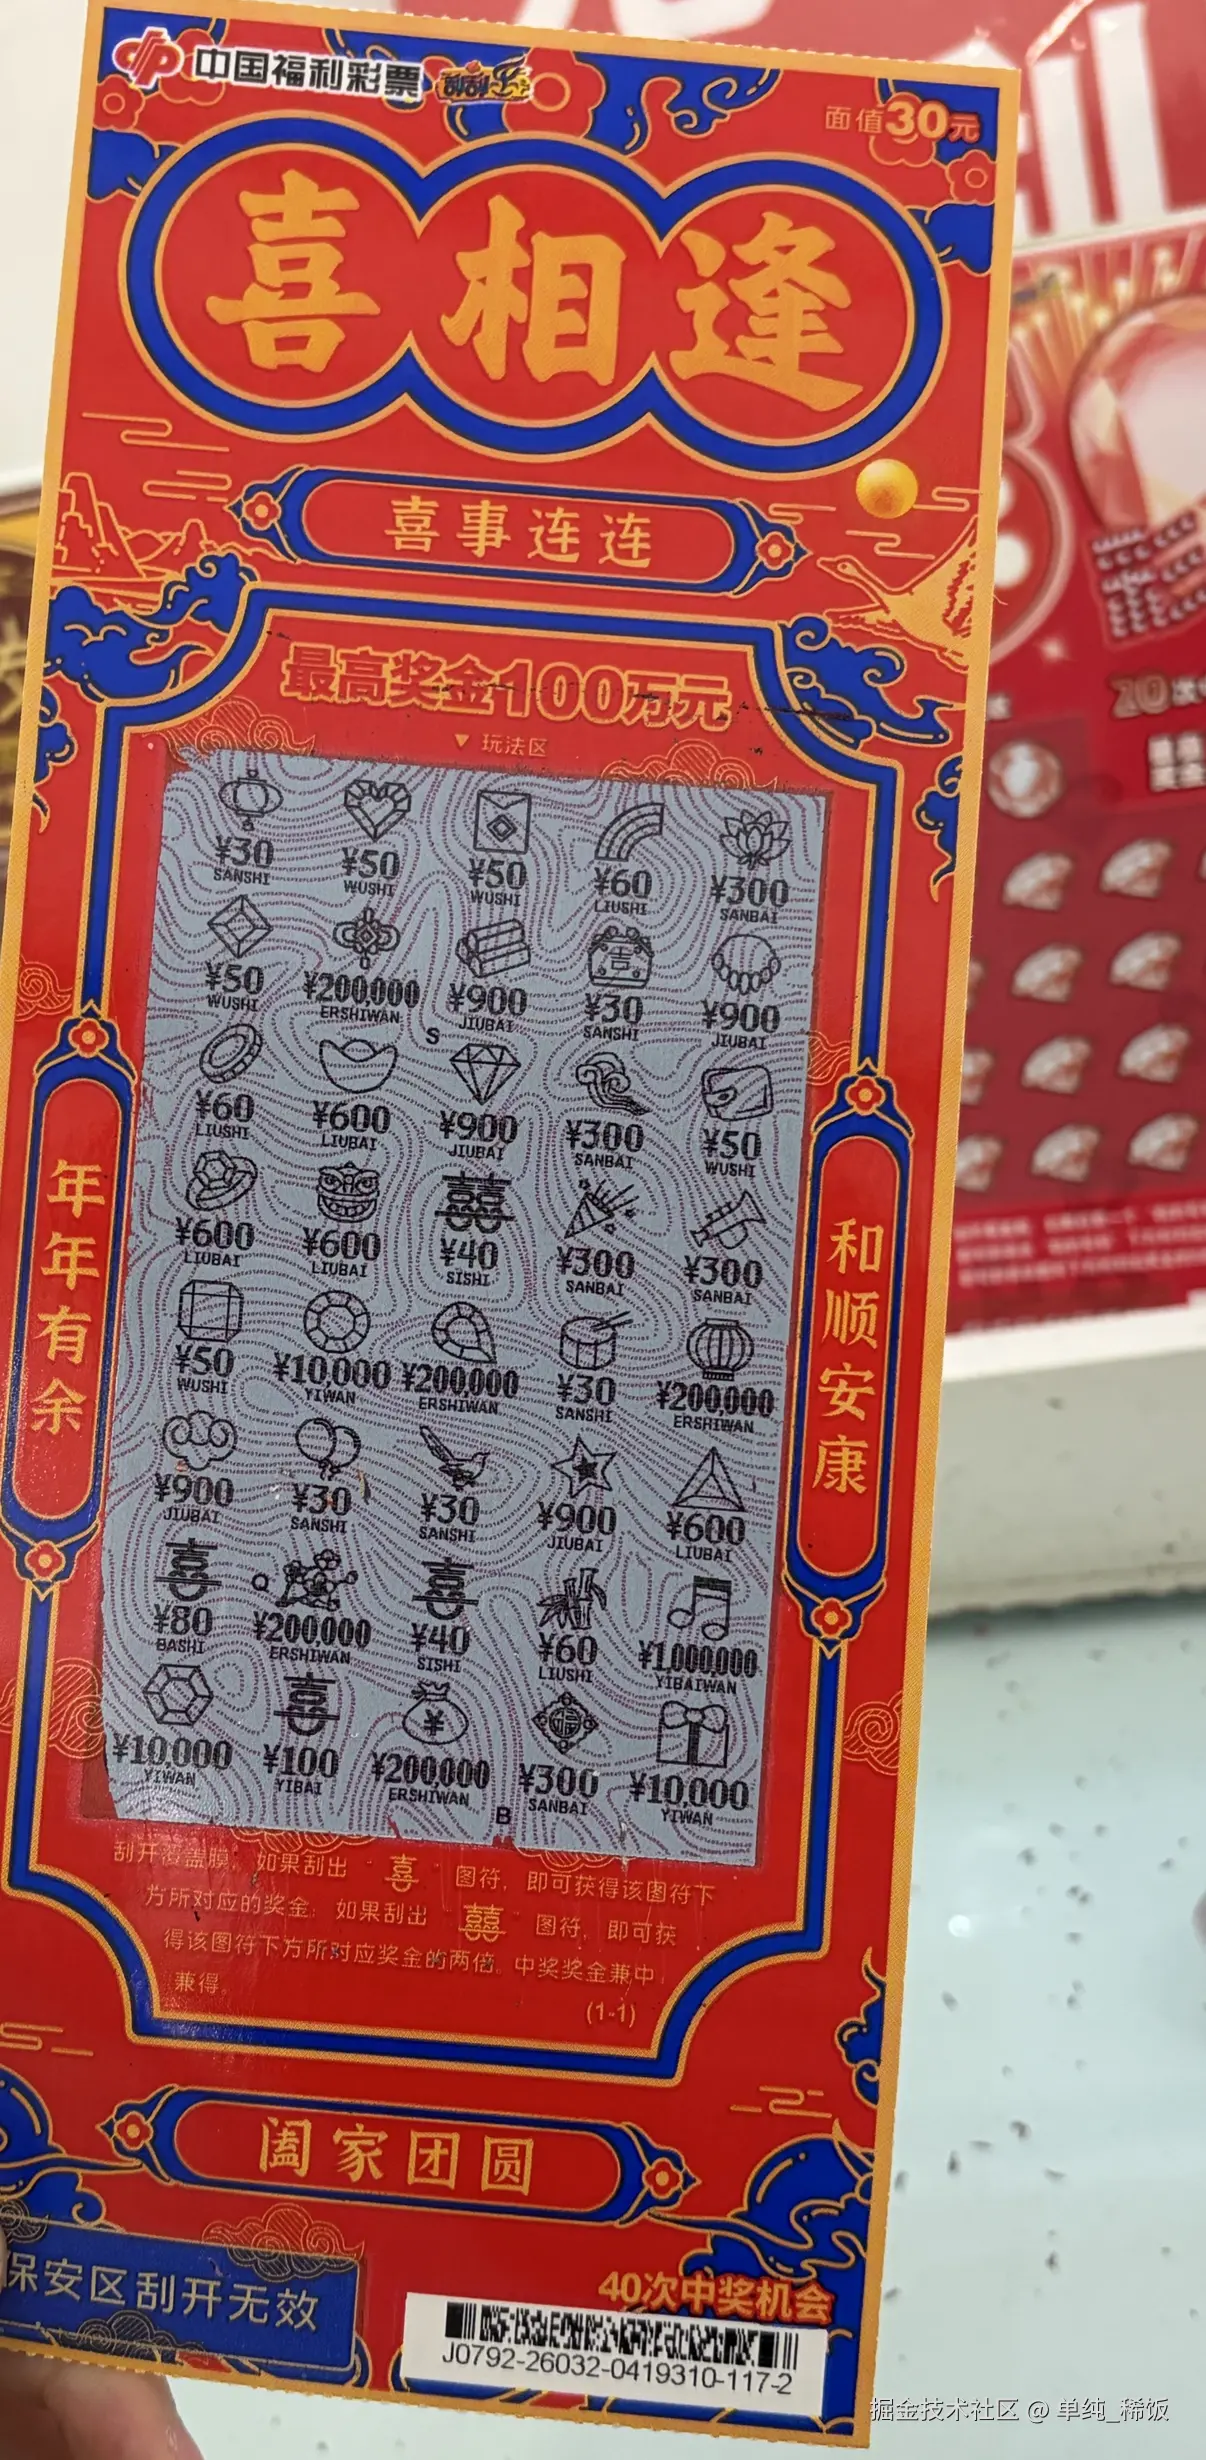 中国福利彩票 刮刮乐
面值30元
喜相逢
喜事连连
最高奖金100万元
▼ 玩法区
¥30 ¥50 ¥50 ¥60 ¥300
SANSHI WUSHI WUSHI LIUSHI SANBAI
吉
¥50 ¥200,000 ¥900 ¥30 ¥900
WUSHI ERSHIWAN JIUBAI SANSHI JIUBAI
S
¥60 ¥600 ¥900 ¥300 ¥50
LIUSHI LIUBAI JIUBAI SANBAI WUSHI
囍
¥600 ¥600 ¥40 ¥300 ¥300
LIUBAI LIUBAI SISHI SANBAI SANBAI
¥50 ¥10,000 ¥200,000 ¥30 ¥200,000
WUSHI YIWAN ERSHIWAN SANSHI ERSHIWAN
¥900 ¥30 ¥30 ¥900 ¥600
JIUBAI SANSHI SANSHI JIUBAI LIUBAI
喜 Q 喜
¥80 ¥200,000 ¥40 ¥60 ¥1,000,000
BASHI ERSHIWAN SISHI LIUSHI YIBAIWAN
喜 ¥ 福
¥10,000 ¥100 ¥200,000 ¥300 ¥10,000
YIWAN YIBAI ERSHIWAN SANBAI YIWAN
B
年年有余
和顺安康
刮开覆盖膜，如果刮出“喜”图符，即可获得该图符下
方所对应的奖金；如果刮出“囍”图符，即可获
得该图符下方所对应奖金的两倍。中奖奖金兼中
兼得。
(1-1)
阖家团圆
保安区刮开无效
40次中奖机会
J0792-26032-0419310-117-2
掘金技术社区 @ 单纯_稀饭